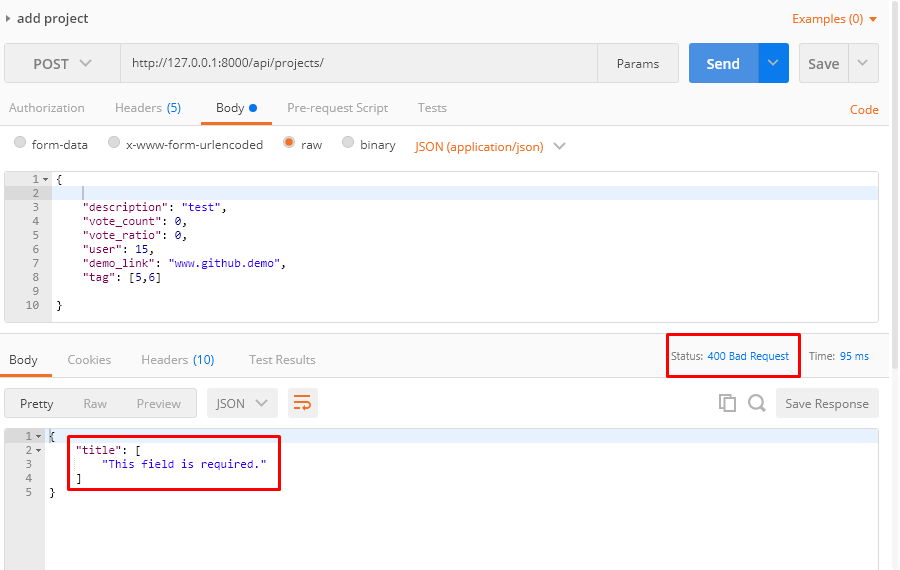 add project Examples (0)
POST http://127.0.0.1:8000/api/projects/ Params Send Save
Authorization Headers (5) Body Pre-request Script Tests Code
form-data x-www-form-urlencoded raw binary JSON (application/json)
1 {
2
3 "description": "test",
4 "vote_count": 0,
5 "vote_ratio": 0,
6 "user": 15,
7 "demo_link": "www.github.demo",
8 "tag": [5,6]
9
10 }
Body Cookies Headers (10) Test Results Status: 400 Bad Request Time: 95 ms
Pretty Raw Preview JSON Save Response
1 {
2 "title": [
3 "This field is required."
4 ]
5 }